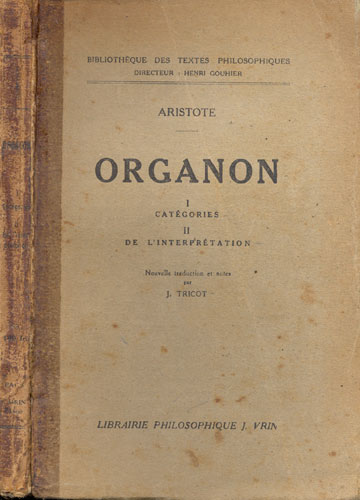 BIBLIOTHÈQUE DES TEXTES PHILOSOPHIQUES
DIRECTEUR : HENRI GOUHIER
ARISTOTE
ORGANON
I
CATÉGORIES
II
DE L'INTERPRÉTATION
Nouvelle traduction et notes
par
J. TRICOT
LIBRAIRIE PHILOSOPHIQUE J. VRIN